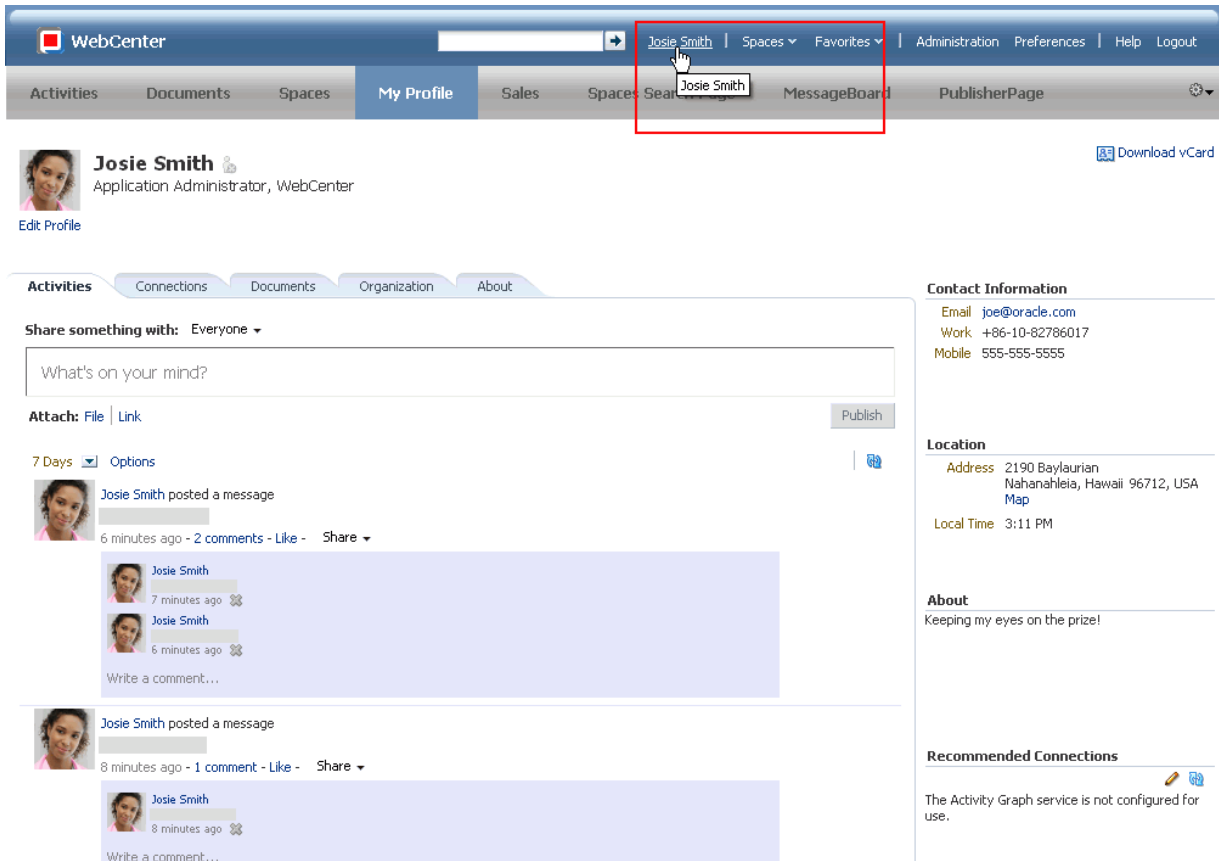 WebCenter Josie Smith | Spaces Favorites | Administration Preferences | Help Logout
Josie Smith
Activities Documents Spaces My Profile Sales Spaces Sear Page MessageBoard PublisherPage
Download vCard
Josie Smith
Application Administrator, WebCenter
Edit Profile
Activities Connections Documents Organization About
Share something with: Everyone
What's on your mind?
Attach: File | Link
Publish
7 Days Options
Josie Smith posted a message
6 minutes ago - 2 comments - Like - Share
Josie Smith
7 minutes ago
Josie Smith
6 minutes ago
Write a comment...
Josie Smith posted a message
8 minutes ago - 1 comment - Like - Share
Josie Smith
8 minutes ago
Write a comment...
Contact Information
Email joe@oracle.com
Work +86-10-82786017
Mobile 555-555-5555
Location
Address 2190 Baylaurian
Nahanahleia, Hawaii 96712, USA
Map
Local Time 3:11 PM
About
Keeping my eyes on the prize!
Recommended Connections
The Activity Graph service is not configured for
use.